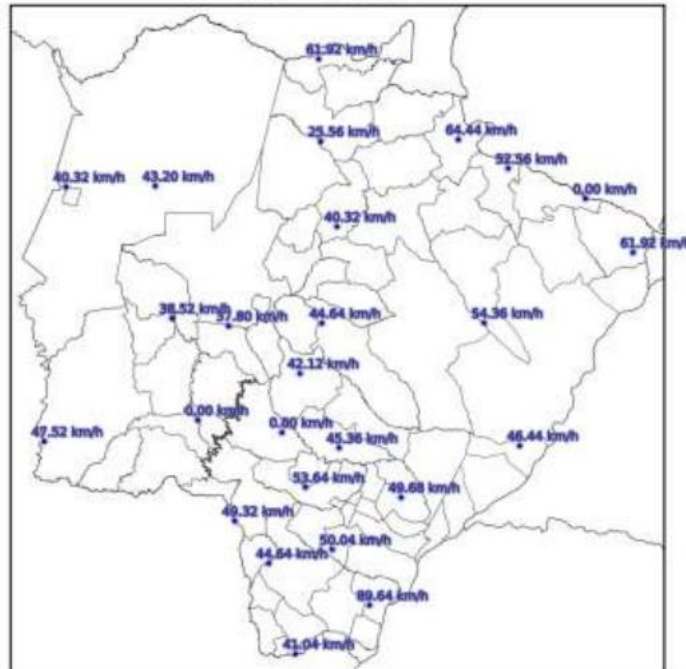 61.92 km/h
25.56 km/h
64.44 km/h
52.56 km/h
40.32 km/h
43.20 km/h
0.00 km/h
40.32 km/h
61.92 km/h
38.52 km/h
37.80 km/h
44.64 km/h
54.36 km/h
42.12 km/h
0.00 km/h
0.00 km/h
47.52 km/h
45.36 km/h
46.44 km/h
53.64 km/h
49.68 km/h
49.32 km/h
50.04 km/h
44.64 km/h
89.64 km/h
41.04 km/h